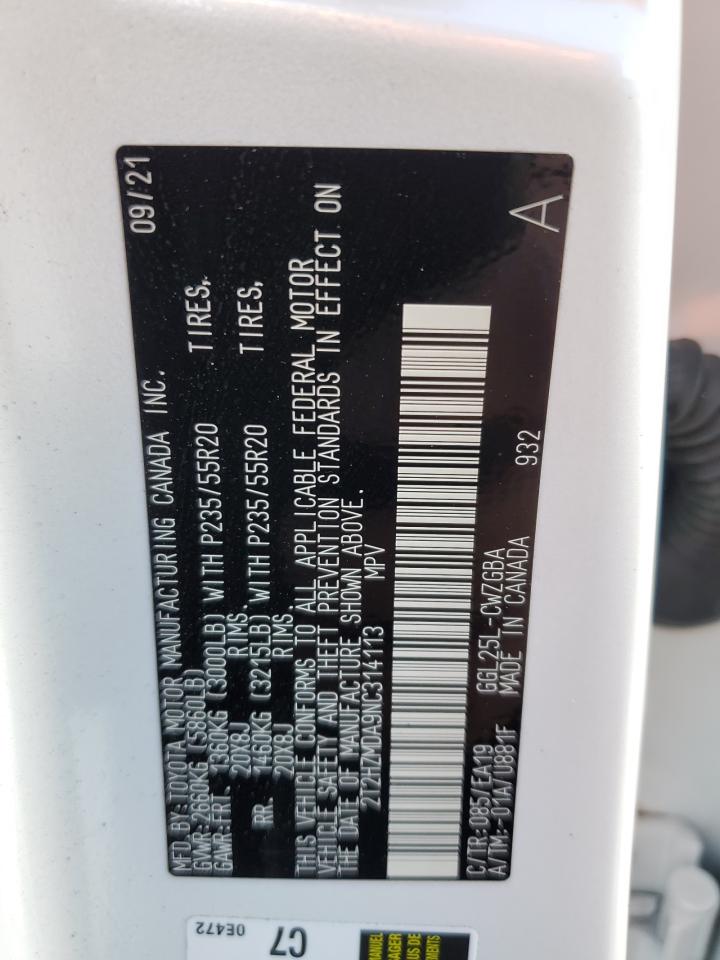 MFD. BY: TOYOTA MOTOR MANUFACTURING CANADA INC. 09/21
GVWR: 2660KG (5860LB)
GAWR: FRT. 1360KG (3000LB) WITH P235/55R20 TIRES,
20X8J RIMS.
RR. 1460KG (3215LB) WITH P235/55R20 TIRES,
20X8J RIMS.
THIS VEHICLE CONFORMS TO ALL APPLICABLE FEDERAL MOTOR
VEHICLE SAFETY AND THEFT PREVENTION STANDARDS IN EFFECT ON
THE DATE OF MANUFACTURE SHOWN ABOVE.
2T2HZMDA9NC314113 MPV
C/TR: 085/EA19 GGL25L-CWZGBA
A/TM: -01A/U881F MADE IN CANADA 932 A
0E472
C7
MANUEL